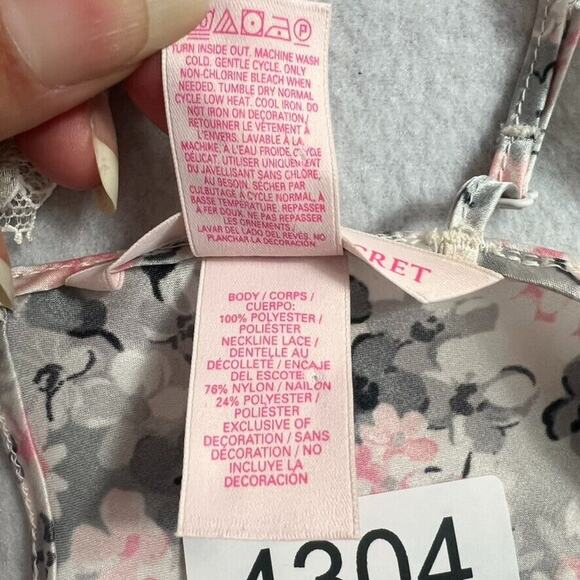 TURN INSIDE OUT. MACHINE WASH
COLD. GENTLE CYCLE. ONLY
NON-CHLORINE BLEACH WHEN
NEEDED. TUMBLE DRY NORMAL
CYCLE LOW HEAT. COOL IRON. DO
NOT IRON ON DECORATION./
RETOURNER LE VÊTEMENT À
L'ENVERS. LAVABLE À LA
MACHINE. À L'EAU FROIDE. CYCLE
DÉLICAT. UTILISER UNIQUEMENT
DU JAVELLISANT SANS CHLORE,
AU BESOIN. SÉCHER PAR
CULBUTAGE À CYCLE NORMAL, À
BASSE TEMPÉRATURE. REPASSER
À FER DOUX. NE PAS REPASSER
LES ORNEMENTS./
LAVAR DEL LADO DEL REVÉS. NO
PLANCHAR LA DECORACIÓN
CRET
BODY / CORPS /
CUERPO:
100% POLYESTER /
POLIÉSTER
NECKLINE LACE /
DENTELLE AU
DÉCOLLETÉ / ENCAJE
DEL ESCOTE:
76% NYLON / NAILON
24% POLYESTER /
POLIÉSTER
EXCLUSIVE OF
DECORATION / SANS
DÉCORATION / NO
INCLUYE LA
DECORACIÓN
4304